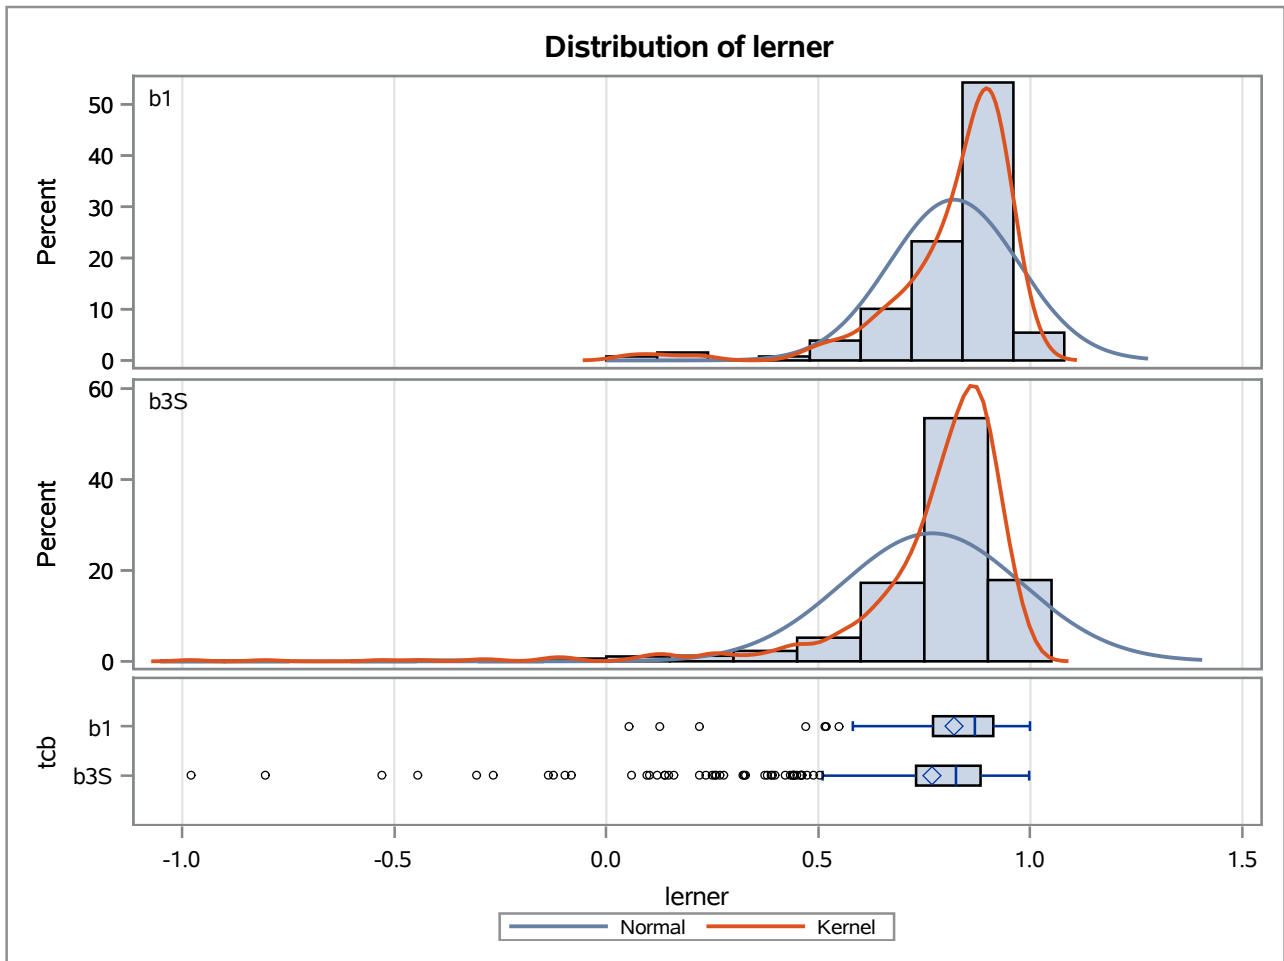 Distribution of lerner
b1
Percent
50
40
30
20
10
0
b3S
Percent
60
40
20
0
tcb
b1
b3S
-1.0 -0.5 0.0 0.5 1.0 1.5
lerner
Normal Kernel